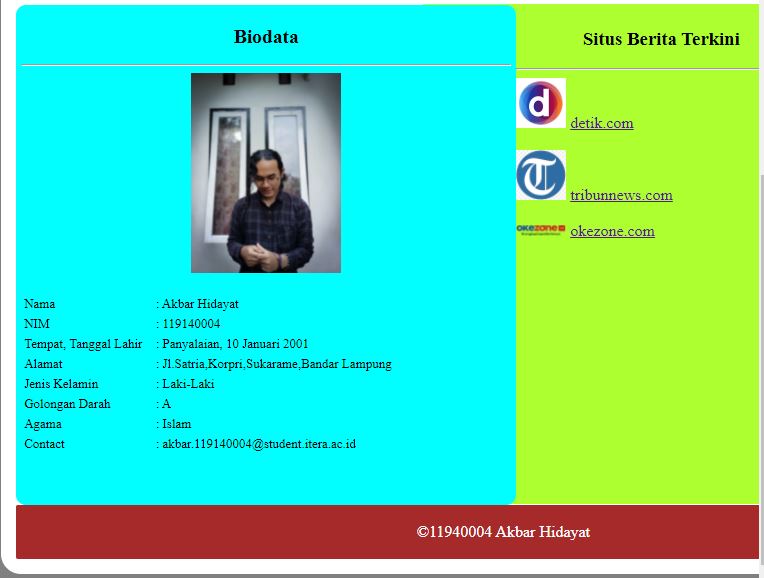 Biodata
Nama : Akbar Hidayat
NIM : 119140004
Tempat, Tanggal Lahir : Panyalaian, 10 Januari 2001
Alamat : Jl.Satria,Korpri,Sukarame,Bandar Lampung
Jenis Kelamin : Laki-Laki
Golongan Darah : A
Agama : Islam
Contact : akbar.119140004@student.itera.ac.id
Situs Berita Terkini
d detik.com
T tribunnews.com
OKEZONE okezone.com
©11940004 Akbar Hidayat